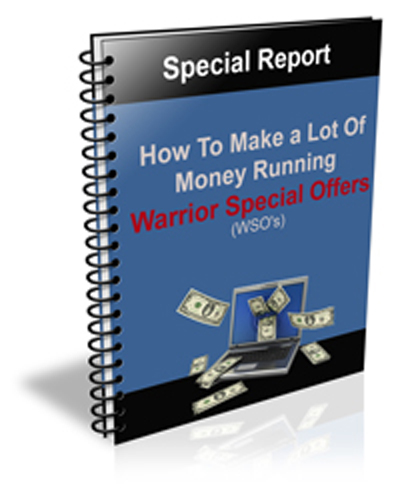 Special Report
How To Make a Lot Of
Money Running
Warrior Special Offers
(WSO's)